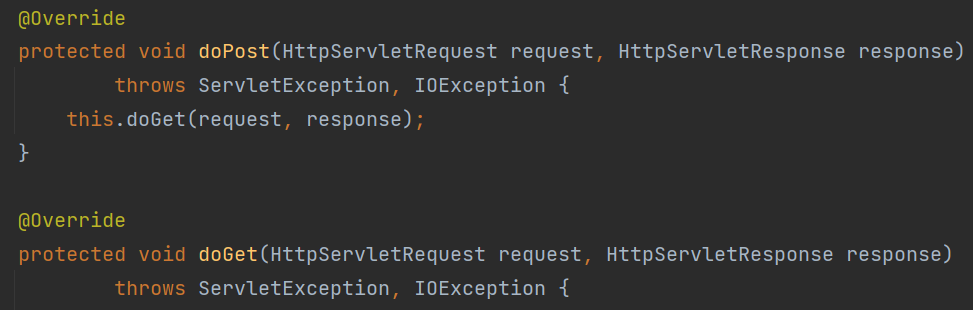 @Override
protected void doPost(HttpServletRequest request, HttpServletResponse response)
        throws ServletException, IOException {
    this.doGet(request, response);
}

@Override
protected void doGet(HttpServletRequest request, HttpServletResponse response)
        throws ServletException, IOException {